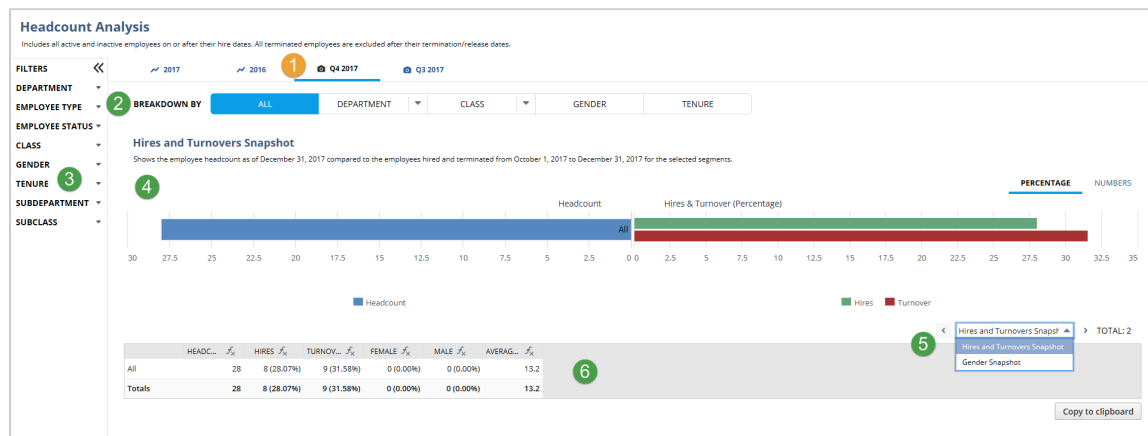 Headcount Analysis
Includes all active and inactive employees on or after their hire dates. All terminated employees are excluded after their termination/release dates.
FILTERS
DEPARTMENT
EMPLOYEE TYPE
EMPLOYEE STATUS
CLASS
GENDER
TENURE
SUBDEPARTMENT
SUBCLASS
3
2017 2016 1 Q4 2017 Q3 2017
2 BREAKDOWN BY ALL DEPARTMENT CLASS GENDER TENURE
Hires and Turnovers Snapshot
Shows the employee headcount as of December 31, 2017 compared to the employees hired and terminated from October 1, 2017 to December 31, 2017 for the selected segments.
4
PERCENTAGE NUMBERS
Headcount Hires & Turnover (Percentage)
All
30 27.5 25 22.5 20 17.5 15 12.5 10 7.5 5 2.5 0 0 2.5 5 7.5 10 12.5 15 17.5 20 22.5 25 27.5 30 32.5 35
Headcount Hires Turnover
5 Hires and Turnovers Snapsh TOTAL: 2
Hires and Turnovers Snapshot
Gender Snapshot
HEADC... fx HIRES fx TURNOV... fx FEMALE fx MALE fx AVERAG... fx
All 28 8 (28.07%) 9 (31.58%) 0 (0.00%) 0 (0.00%) 13.2
Totals 28 8 (28.07%) 9 (31.58%) 0 (0.00%) 0 (0.00%) 13.2
6
Copy to clipboard